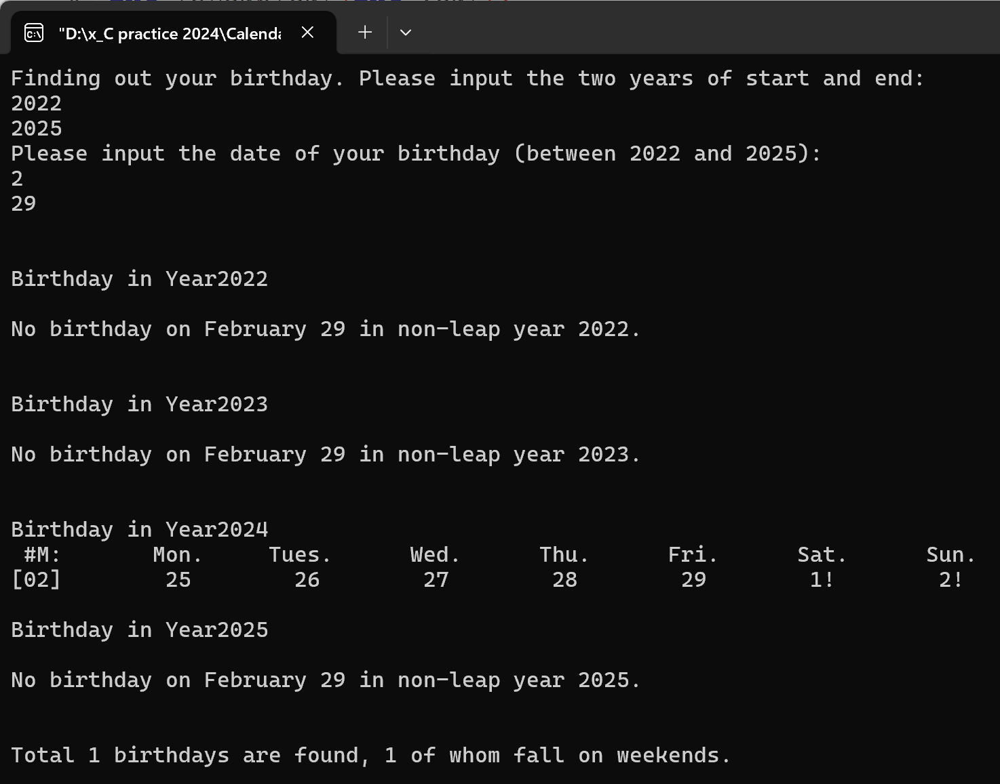 "D:\x_C practice 2024\Calenda
Finding out your birthday. Please input the two years of start and end:
2022
2025
Please input the date of your birthday (between 2022 and 2025):
2
29
Birthday in Year2022
No birthday on February 29 in non-leap year 2022.
Birthday in Year2023
No birthday on February 29 in non-leap year 2023.
Birthday in Year2024
#M: Mon. Tues. Wed. Thu. Fri. Sat. Sun.
[02] 25 26 27 28 29 1! 2!
Birthday in Year2025
No birthday on February 29 in non-leap year 2025.
Total 1 birthdays are found, 1 of whom fall on weekends.